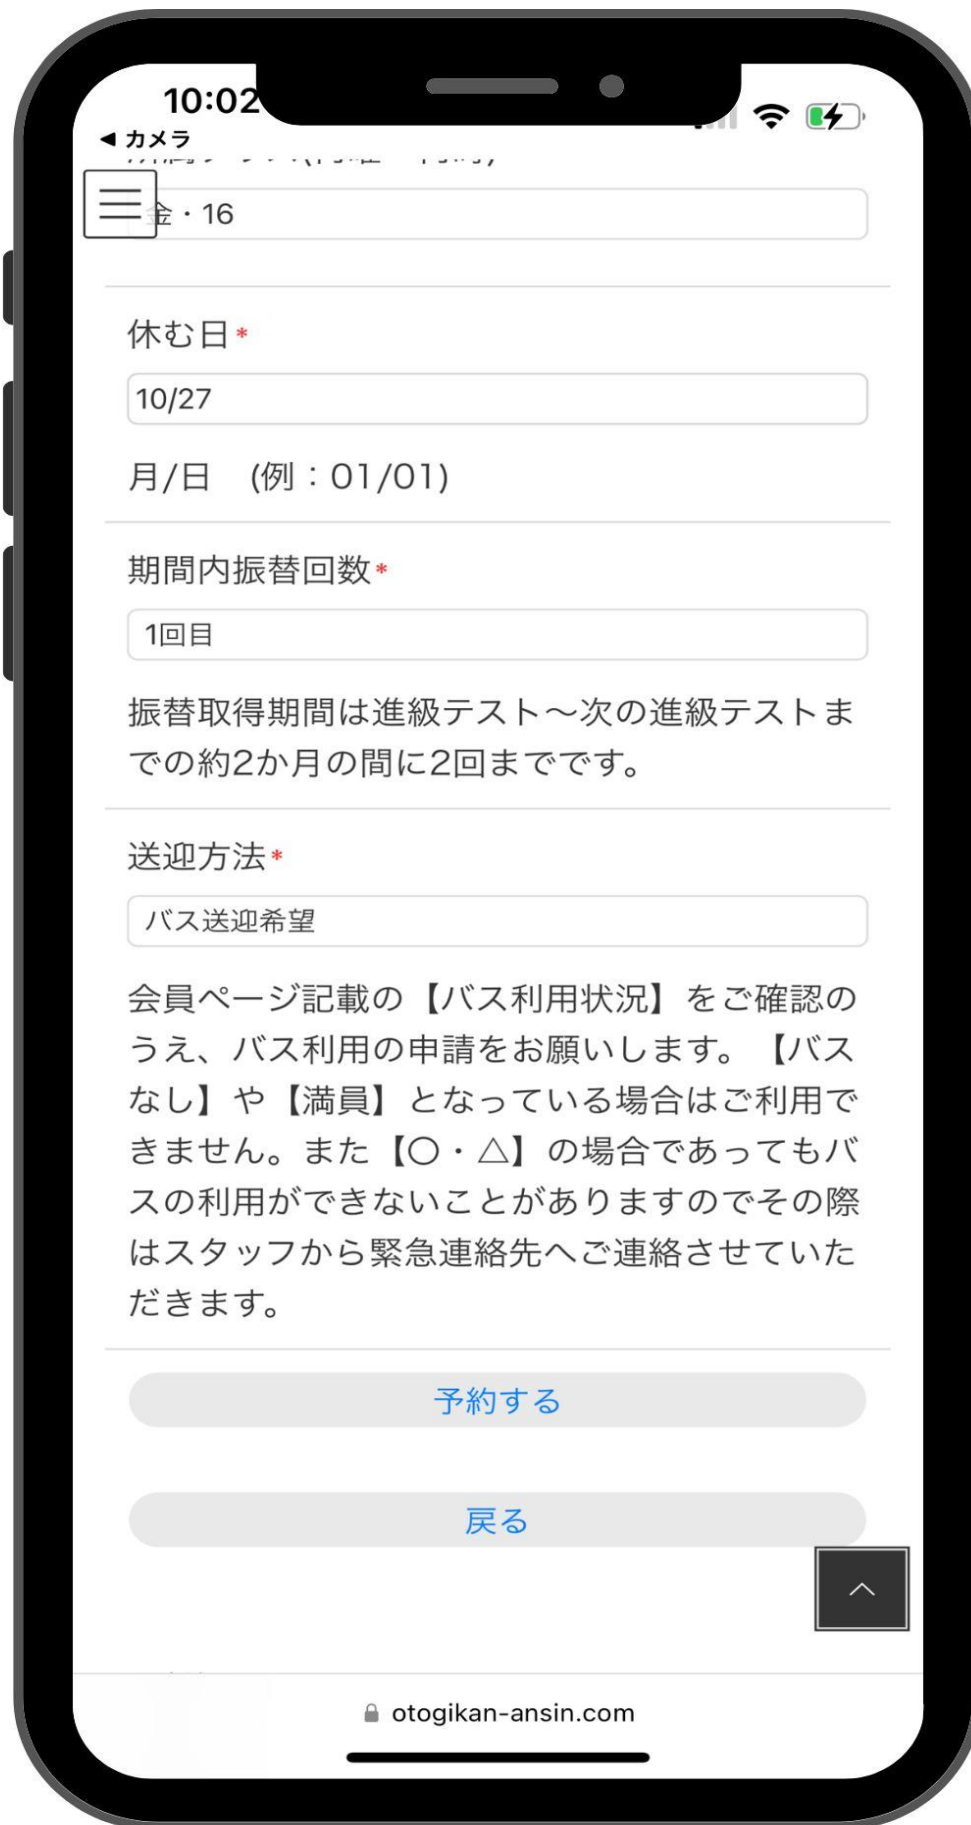 10:02
◀ カメラ
金・16
休む日*
10/27
月/日 (例：01/01)
期間内振替回数*
1回目
振替取得期間は進級テスト～次の進級テストま
での約2か月の間に2回までです。
送迎方法*
バス送迎希望
会員ページ記載の【バス利用状況】をご確認の
うえ、バス利用の申請をお願いします。【バス
なし】や【満員】となっている場合はご利用で
きません。また【〇・△】の場合であってもバ
スの利用ができないことがありますのでその際
はスタッフから緊急連絡先へご連絡させていた
だきます。
予約する
戻る
otogikan-ansin.com